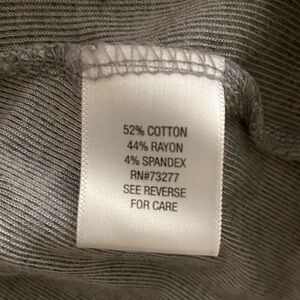 52% COTTON
44% RAYON
4% SPANDEX
RN#73277
SEE REVERSE
FOR CARE